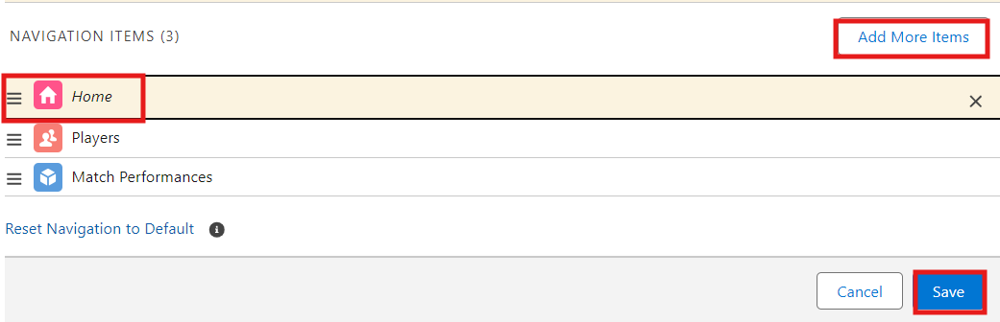 NAVIGATION ITEMS (3)
Add More Items
Home
Players
Match Performances
Reset Navigation to Default
Cancel
Save